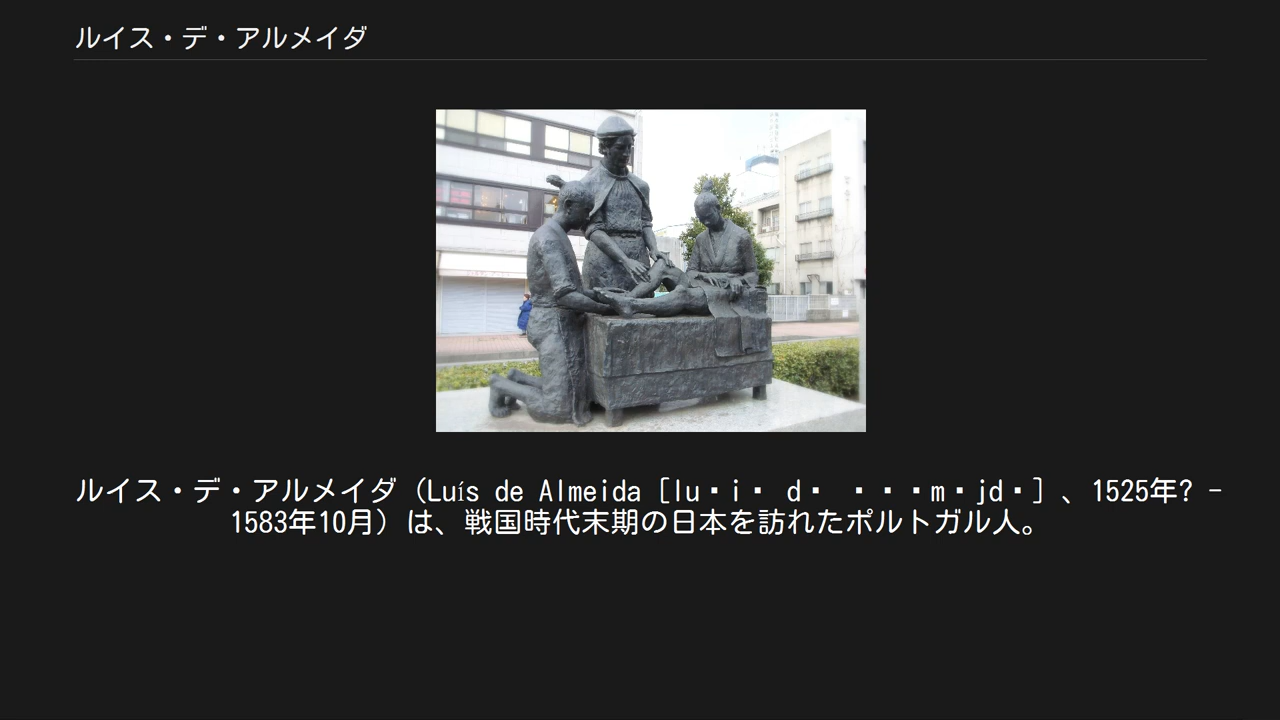 ルイス・デ・アルメイダ
ルイス・デ・アルメイダ（Luís de Almeida [lu・i・ d・ ・・・m・jd・] 、1525年? -
1583年10月）は、戦国時代末期の日本を訪れたポルトガル人。